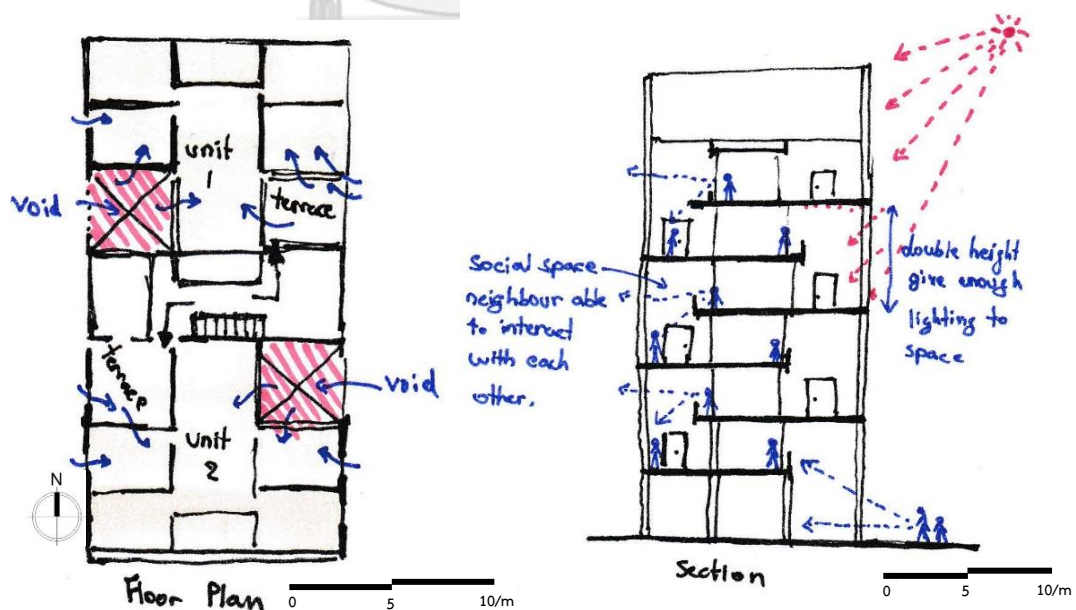 unit
1
void
terrace
terrace
void
unit
2
N
Floor Plan
0 5 10/m
Social space
neighbour able
to interact
with each
other.
double height
give enough
lighting to
space
Section
0 5 10/m